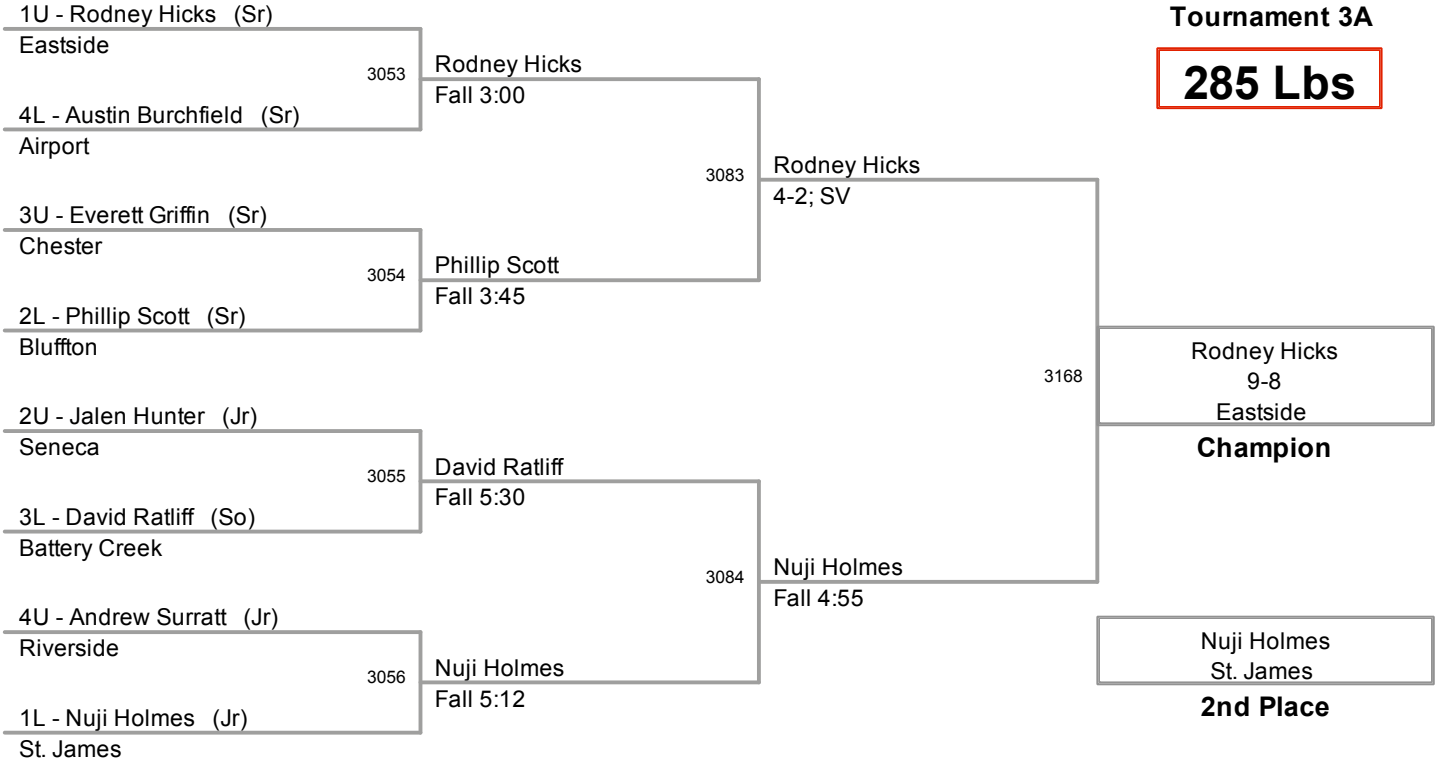 1U - Rodney Hicks (Sr)
Eastside
4L - Austin Burchfield (Sr)
Airport
3U - Everett Griffin (Sr)
Chester
2L - Phillip Scott (Sr)
Bluffton
2U - Jalen Hunter (Jr)
Seneca
3L - David Ratliff (So)
Battery Creek
4U - Andrew Surratt (Jr)
Riverside
1L - Nuji Holmes (Jr)
St. James
3053
Rodney Hicks
Fall 3:00
3054
Phillip Scott
Fall 3:45
3055
David Ratliff
Fall 5:30
3056
Nuji Holmes
Fall 5:12
3083
Rodney Hicks
4-2; SV
3084
Nuji Holmes
Fall 4:55
3168
Tournament 3A
285 Lbs
Rodney Hicks
9-8
Eastside
Champion
Nuji Holmes
St. James
2nd Place